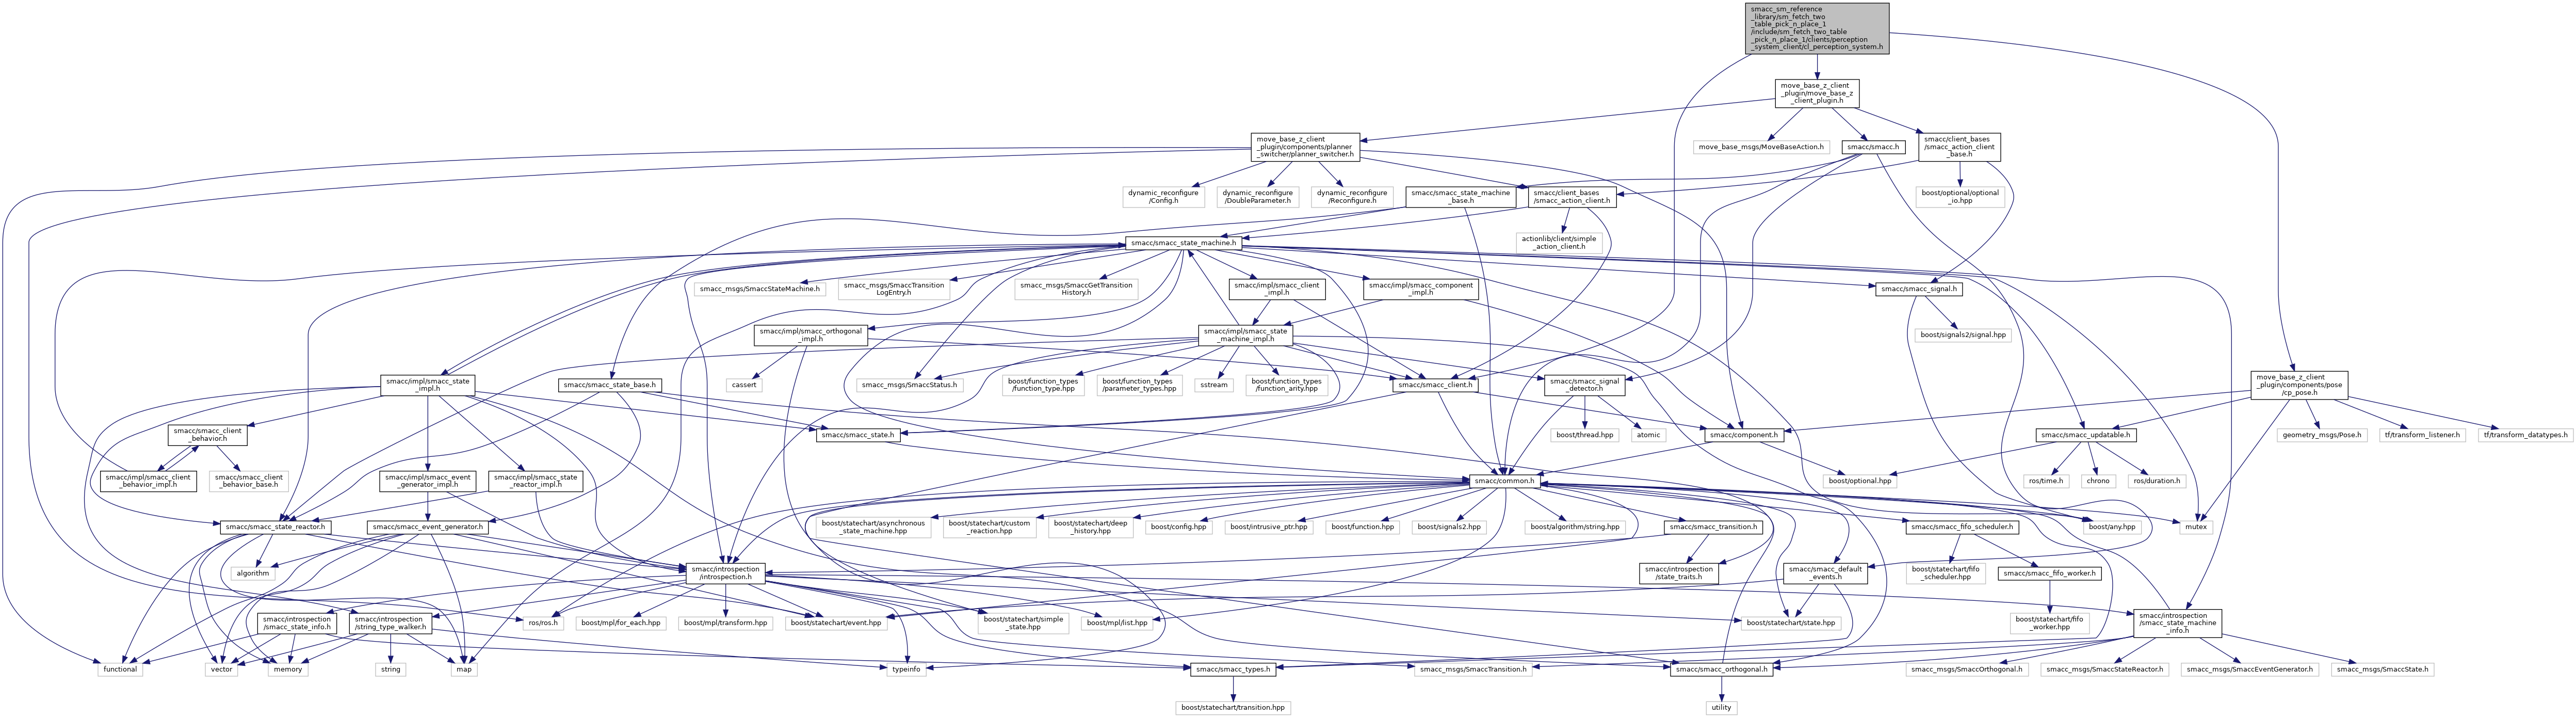 smacc_sm_reference
_library/sm_fetch_two
_table_pick_n_place_1
/include/sm_fetch_two_table
_pick_n_place_1/clients/perception
_system_client/cl_perception_system.h
move_base_z_client
_plugin/move_base_z
_client_plugin.h
move_base_z_client
_plugin/components/planner
_switcher/planner_switcher.h
move_base_msgs/MoveBaseAction.h
smacc/smacc.h
smacc/client_bases
/smacc_action_client
_base.h
dynamic_reconfigure
/Config.h
dynamic_reconfigure
/DoubleParameter.h
dynamic_reconfigure
/Reconfigure.h
smacc/smacc_state_machine
_base.h
smacc/client_bases
/smacc_action_client.h
boost/optional/optional
_io.hpp
smacc/smacc_state_machine.h
actionlib/client/simple
_action_client.h
smacc_msgs/SmaccStateMachine.h
smacc_msgs/SmaccTransition
LogEntry.h
smacc_msgs/SmaccGetTransition
History.h
smacc/impl/smacc_client
_impl.h
smacc/impl/smacc_component
_impl.h
smacc/smacc_signal.h
smacc/impl/smacc_orthogonal
_impl.h
smacc/impl/smacc_state
_machine_impl.h
boost/signals2/signal.hpp
smacc/impl/smacc_state
_impl.h
smacc/smacc_state_base.h
cassert
smacc_msgs/SmaccStatus.h
boost/function_types
/function_type.hpp
boost/function_types
/parameter_types.hpp
sstream
boost/function_types
/function_arity.hpp
smacc/smacc_client.h
smacc/smacc_signal
_detector.h
move_base_z_client
_plugin/components/pose
/cp_pose.h
smacc/smacc_client
_behavior.h
smacc/smacc_state.h
boost/thread.hpp
atomic
smacc/component.h
smacc/smacc_updatable.h
geometry_msgs/Pose.h
tf/transform_listener.h
tf/transform_datatypes.h
smacc/impl/smacc_client
_behavior_impl.h
smacc/smacc_client
_behavior_base.h
smacc/impl/smacc_event
_generator_impl.h
smacc/impl/smacc_state
_reactor_impl.h
smacc/common.h
boost/optional.hpp
ros/time.h
chrono
ros/duration.h
smacc/smacc_state_reactor.h
smacc/smacc_event_generator.h
boost/statechart/asynchronous
_state_machine.hpp
boost/statechart/custom
_reaction.hpp
boost/statechart/deep
_history.hpp
boost/config.hpp
boost/intrusive_ptr.hpp
boost/function.hpp
boost/signals2.hpp
boost/algorithm/string.hpp
smacc/smacc_transition.h
smacc/smacc_fifo_scheduler.h
boost/any.hpp
mutex
algorithm
smacc/introspection
/introspection.h
smacc/introspection
/state_traits.h
smacc/smacc_default
_events.h
boost/statechart/fifo
_scheduler.hpp
smacc/smacc_fifo_worker.h
smacc/introspection
/smacc_state_info.h
smacc/introspection
/string_type_walker.h
ros/ros.h
boost/mpl/for_each.hpp
boost/mpl/transform.hpp
boost/statechart/event.hpp
boost/statechart/simple
_state.hpp
boost/mpl/list.hpp
boost/statechart/state.hpp
boost/statechart/fifo
_worker.hpp
smacc/introspection
/smacc_state_machine
_info.h
functional
vector
memory
string
map
typeinfo
smacc/smacc_types.h
smacc_msgs/SmaccTransition.h
smacc/smacc_orthogonal.h
smacc_msgs/SmaccOrthogonal.h
smacc_msgs/SmaccStateReactor.h
smacc_msgs/SmaccEventGenerator.h
smacc_msgs/SmaccState.h
boost/statechart/transition.hpp
utility